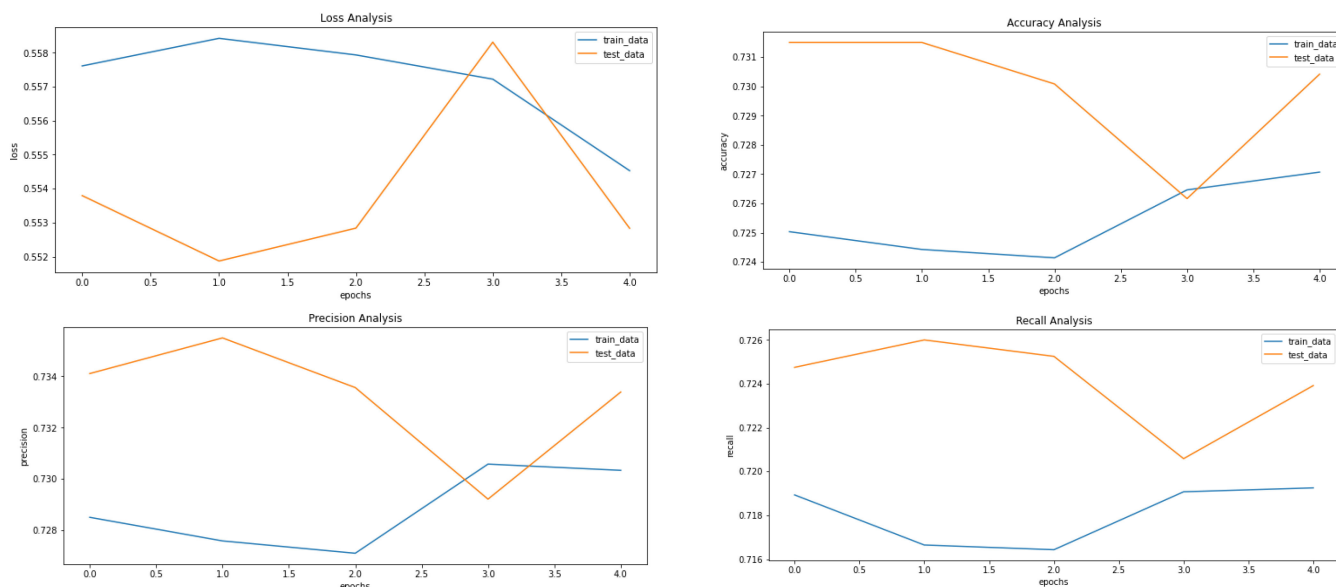 Loss Analysis
0.558
0.557
0.556
0.555
0.554
0.553
0.552
loss
0.0 0.5 1.0 1.5 2.0 2.5 3.0 3.5 4.0
epochs
train_data
test_data
Accuracy Analysis
0.731
0.730
0.729
0.728
0.727
0.726
0.725
0.724
accuracy
0.0 0.5 1.0 1.5 2.0 2.5 3.0 3.5 4.0
epochs
train_data
test_data
Precision Analysis
0.734
0.732
0.730
0.728
precision
0.0 0.5 1.0 1.5 2.0 2.5 3.0 3.5 4.0
epochs
train_data
test_data
Recall Analysis
0.726
0.724
0.722
0.720
0.718
0.716
recall
0.0 0.5 1.0 1.5 2.0 2.5 3.0 3.5 4.0
epochs
train_data
test_data